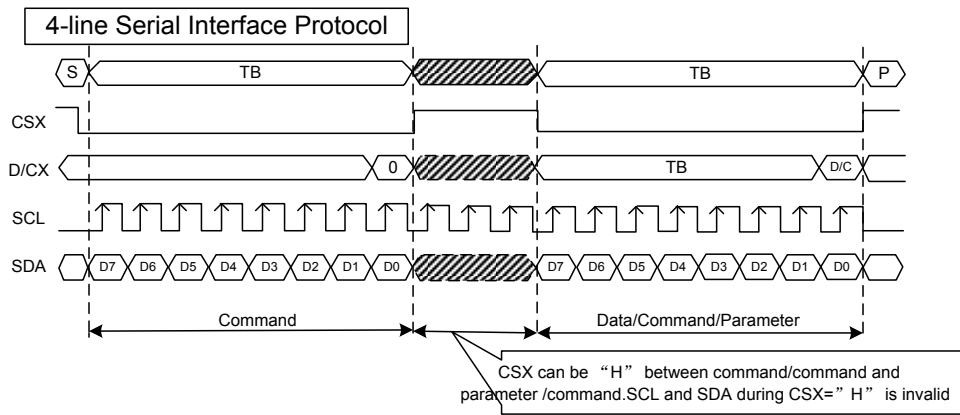 4-line Serial Interface Protocol
S TB TB P
CSX
D/CX 0 TB D/C
SCL
SDA D7 D6 D5 D4 D3 D2 D1 D0 D7 D6 D5 D4 D3 D2 D1 D0
Command Data/Command/Parameter
CSX can be “H” between command/command and
parameter /command.SCL and SDA during CSX=”H” is invalid